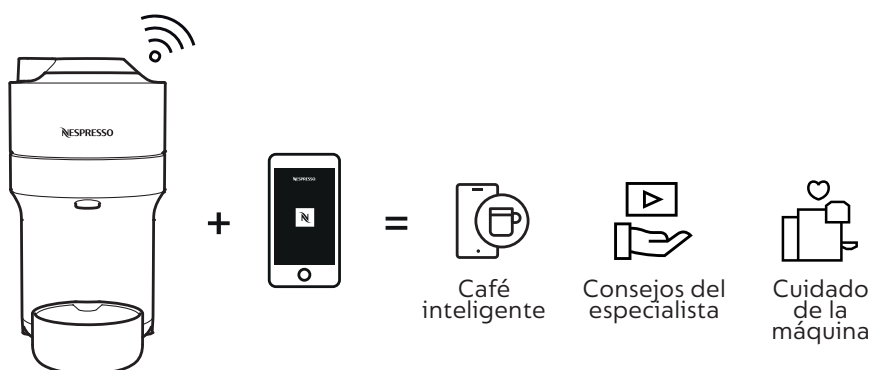 NESPRESSO
NESPRESSO
N
+
=
Café
inteligente
Consejos del
especialista
Cuidado
de la
máquina